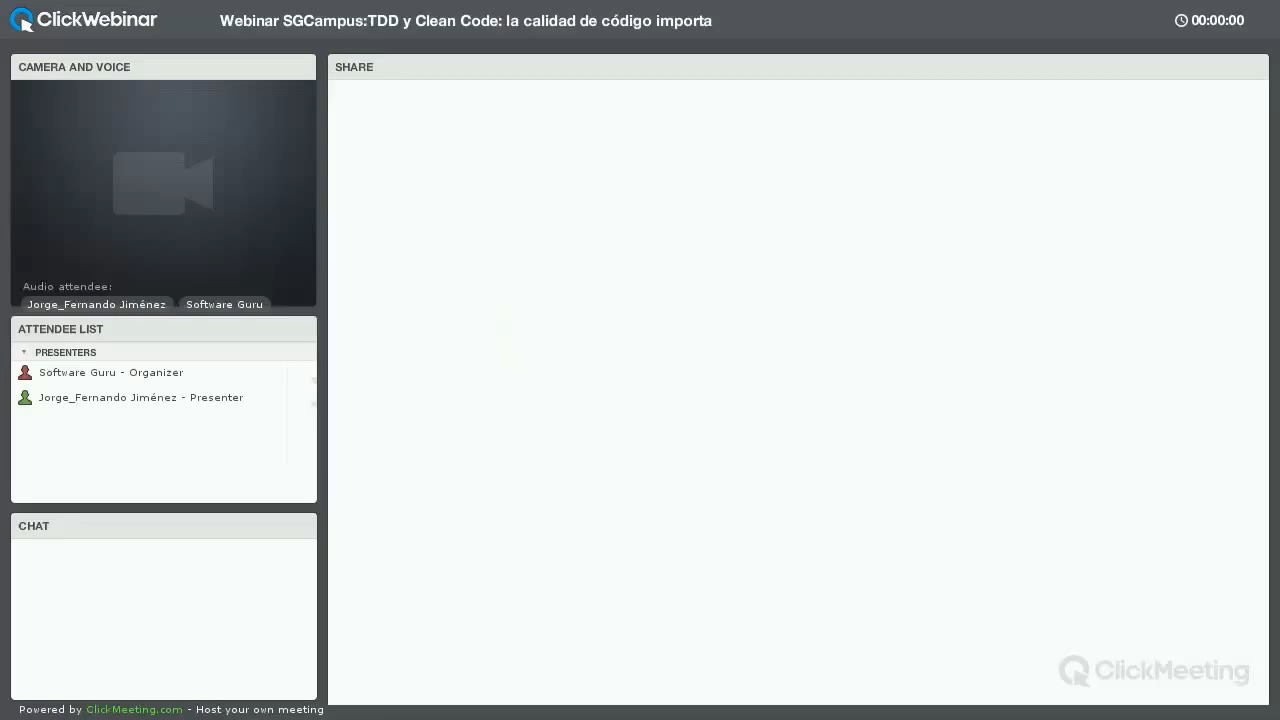 ClickWebinar
Webinar SGCampus:TDD y Clean Code: la calidad de código importa
00:00:00
CAMERA AND VOICE
Audio attendee:
Jorge_Fernando Jiménez
Software Guru
ATTENDEE LIST
PRESENTERS
Software Guru - Organizer
Jorge_Fernando Jiménez - Presenter
CHAT
SHARE
ClickMeeting
Powered by ClickMeeting.com - Host your own meeting